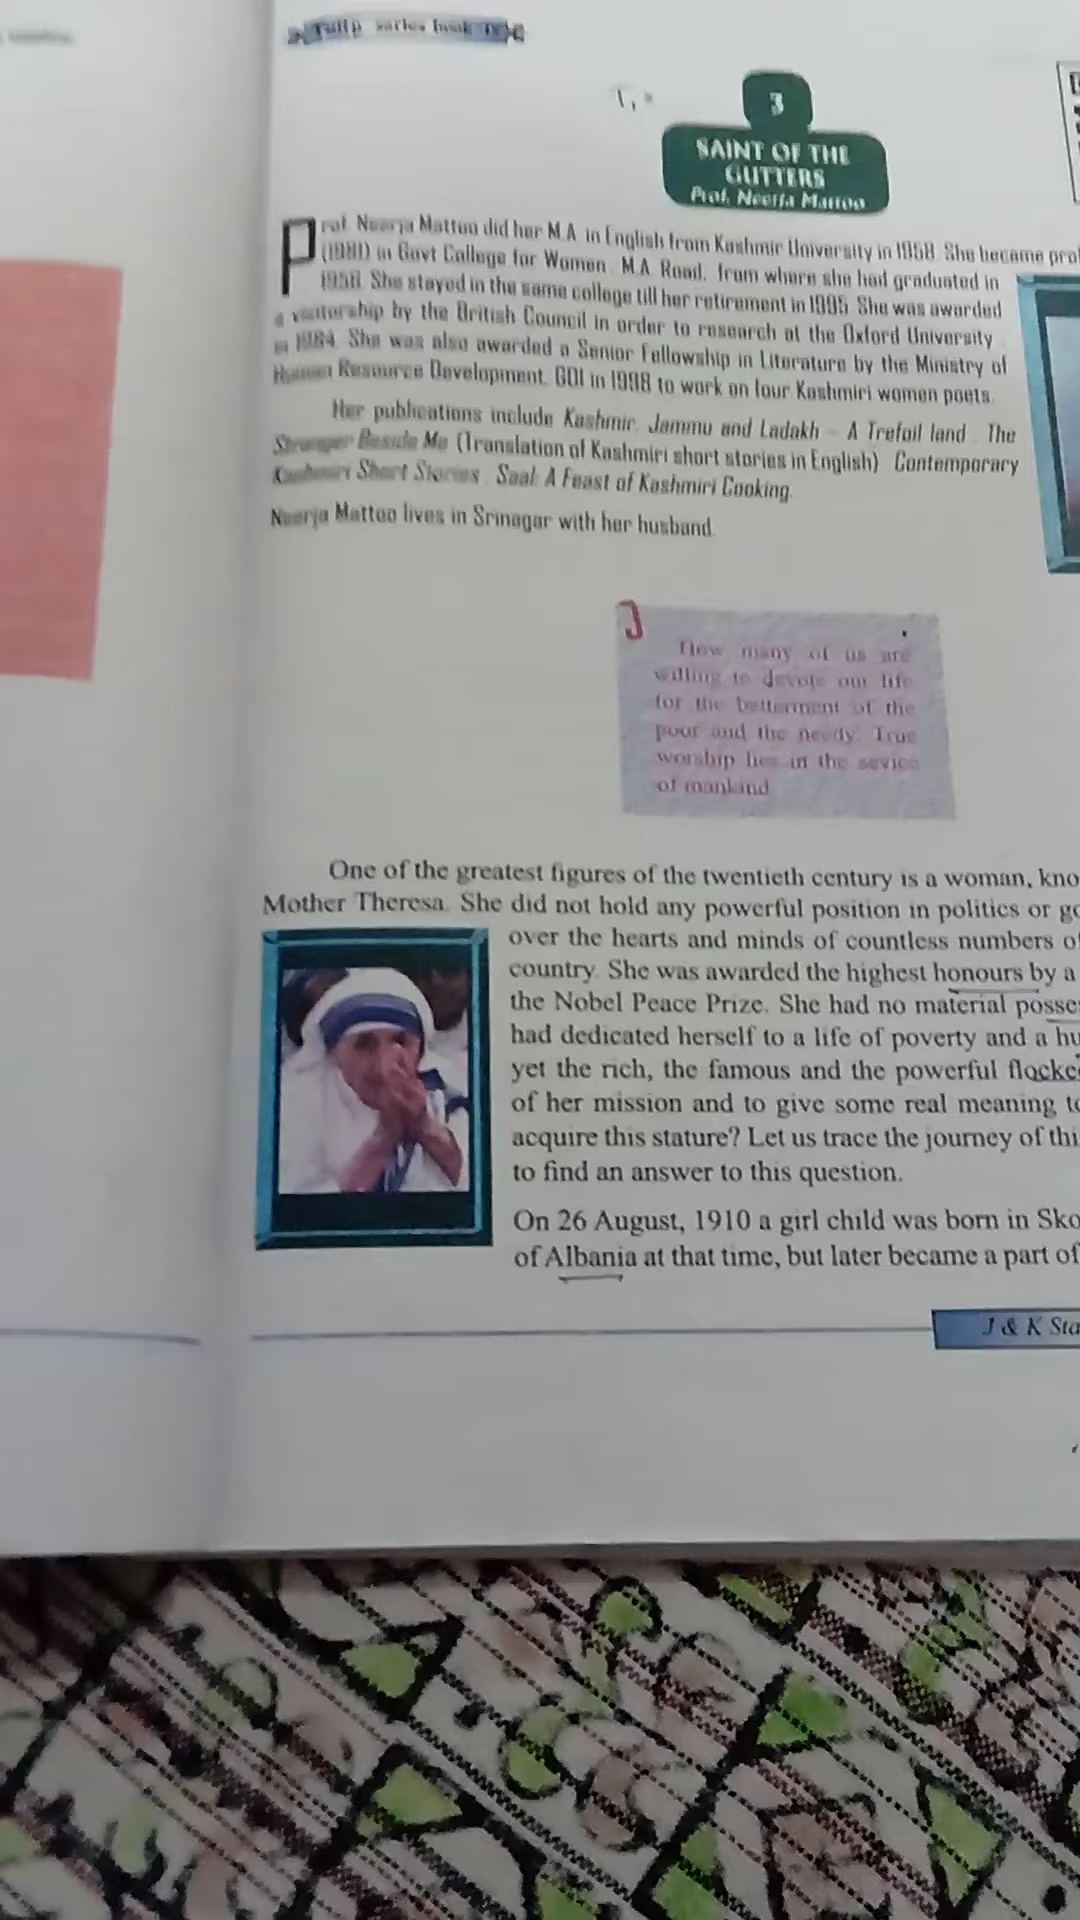 Tulip series book IX
3
SAINT OF THE
GUTTERS
Prof. Neerja Mattoo
Prof. Neerja Mattoo did her M.A. in English from Kashmir University in 1958. She became pro
(1981) in Govt College for Women, M.A. Road, from where she had graduated in
1956. She stayed in the same college till her retirement in 1995. She was awarded
a visitorship by the British Council in order to research at the Oxford University
in 1984. She was also awarded a Senior Fellowship in Literature by the Ministry of
Human Resource Development, GOI in 1998 to work on four Kashmiri women poets.
Her publications include Kashmir, Jammu and Ladakh - A Trefoil land, The
Stranger Beside Me (Translation of Kashmiri short stories in English) Contemporary
Kashmiri Short Stories, Saal: A Feast of Kashmiri Cooking.
Neerja Mattoo lives in Srinagar with her husband.
How many of us are
willing to devote our life
for the betterment of the
poor and the needy. True
worship lies in the sevice
of mankind
One of the greatest figures of the twentieth century is a woman, kno
Mother Theresa. She did not hold any powerful position in politics or go
over the hearts and minds of countless numbers of
country. She was awarded the highest honours by a
the Nobel Peace Prize. She had no material posse
had dedicated herself to a life of poverty and a hu
yet the rich, the famous and the powerful flocke
of her mission and to give some real meaning to
acquire this stature? Let us trace the journey of thi
to find an answer to this question.
On 26 August, 1910 a girl child was born in Sko
of Albania at that time, but later became a part of
J & K Sta